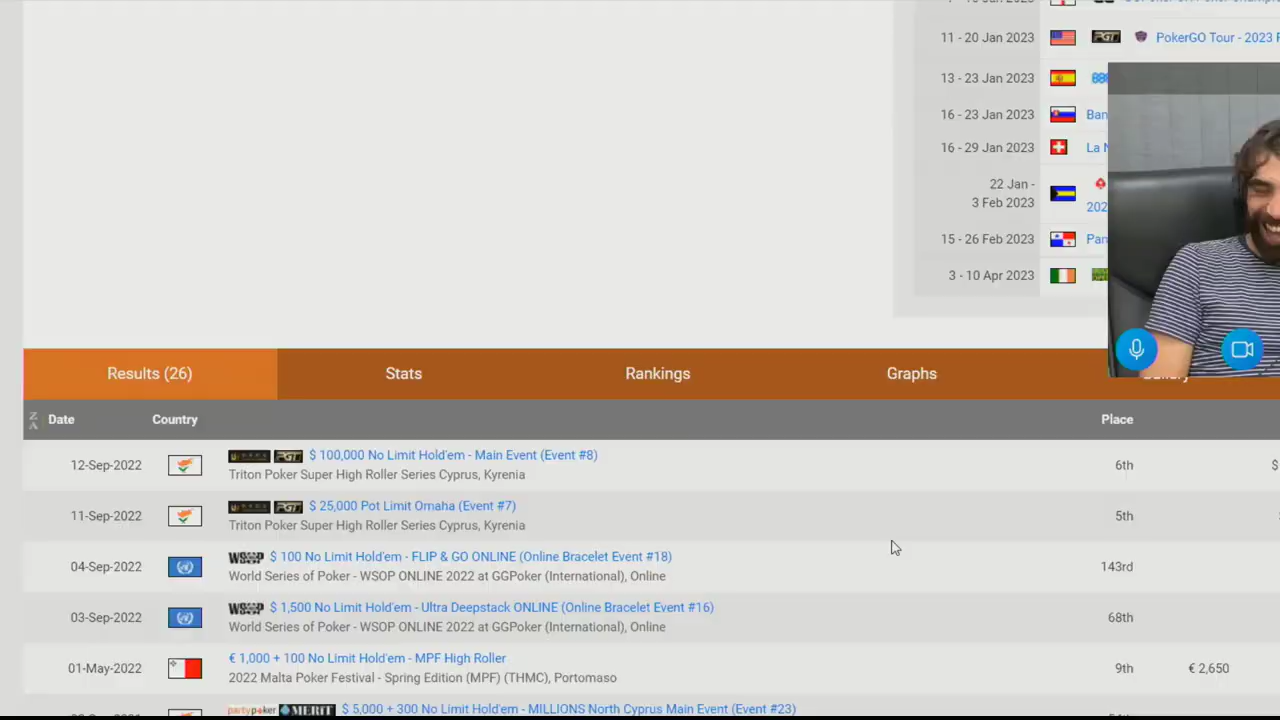 11 - 20 Jan 2023
PGT
PokerGO Tour - 2023
13 - 23 Jan 2023
16 - 23 Jan 2023
16 - 29 Jan 2023
La
22 Jan -
3 Feb 2023
202
15 - 26 Feb 2023
3 - 10 Apr 2023
Results (26)
Stats
Rankings
Graphs
Z
A
Date
Country
Place
12-Sep-2022
PGT $ 100,000 No Limit Hold'em - Main Event (Event #8)
Triton Poker Super High Roller Series Cyprus, Kyrenia
6th
$
11-Sep-2022
PGT $ 25,000 Pot Limit Omaha (Event #7)
Triton Poker Super High Roller Series Cyprus, Kyrenia
5th
04-Sep-2022
WSOP $ 100 No Limit Hold'em - FLIP & GO ONLINE (Online Bracelet Event #18)
World Series of Poker - WSOP ONLINE 2022 at GGPoker (International), Online
143rd
03-Sep-2022
WSOP $ 1,500 No Limit Hold'em - Ultra Deepstack ONLINE (Online Bracelet Event #16)
World Series of Poker - WSOP ONLINE 2022 at GGPoker (International), Online
68th
01-May-2022
€ 1,000 + 100 No Limit Hold'em - MPF High Roller
2022 Malta Poker Festival - Spring Edition (MPF) (THMC), Portomaso
9th
€ 2,650
partypoker MERIT $ 5,000 + 300 No Limit Hold'em - MILLIONS North Cyprus Main Event (Event #23)